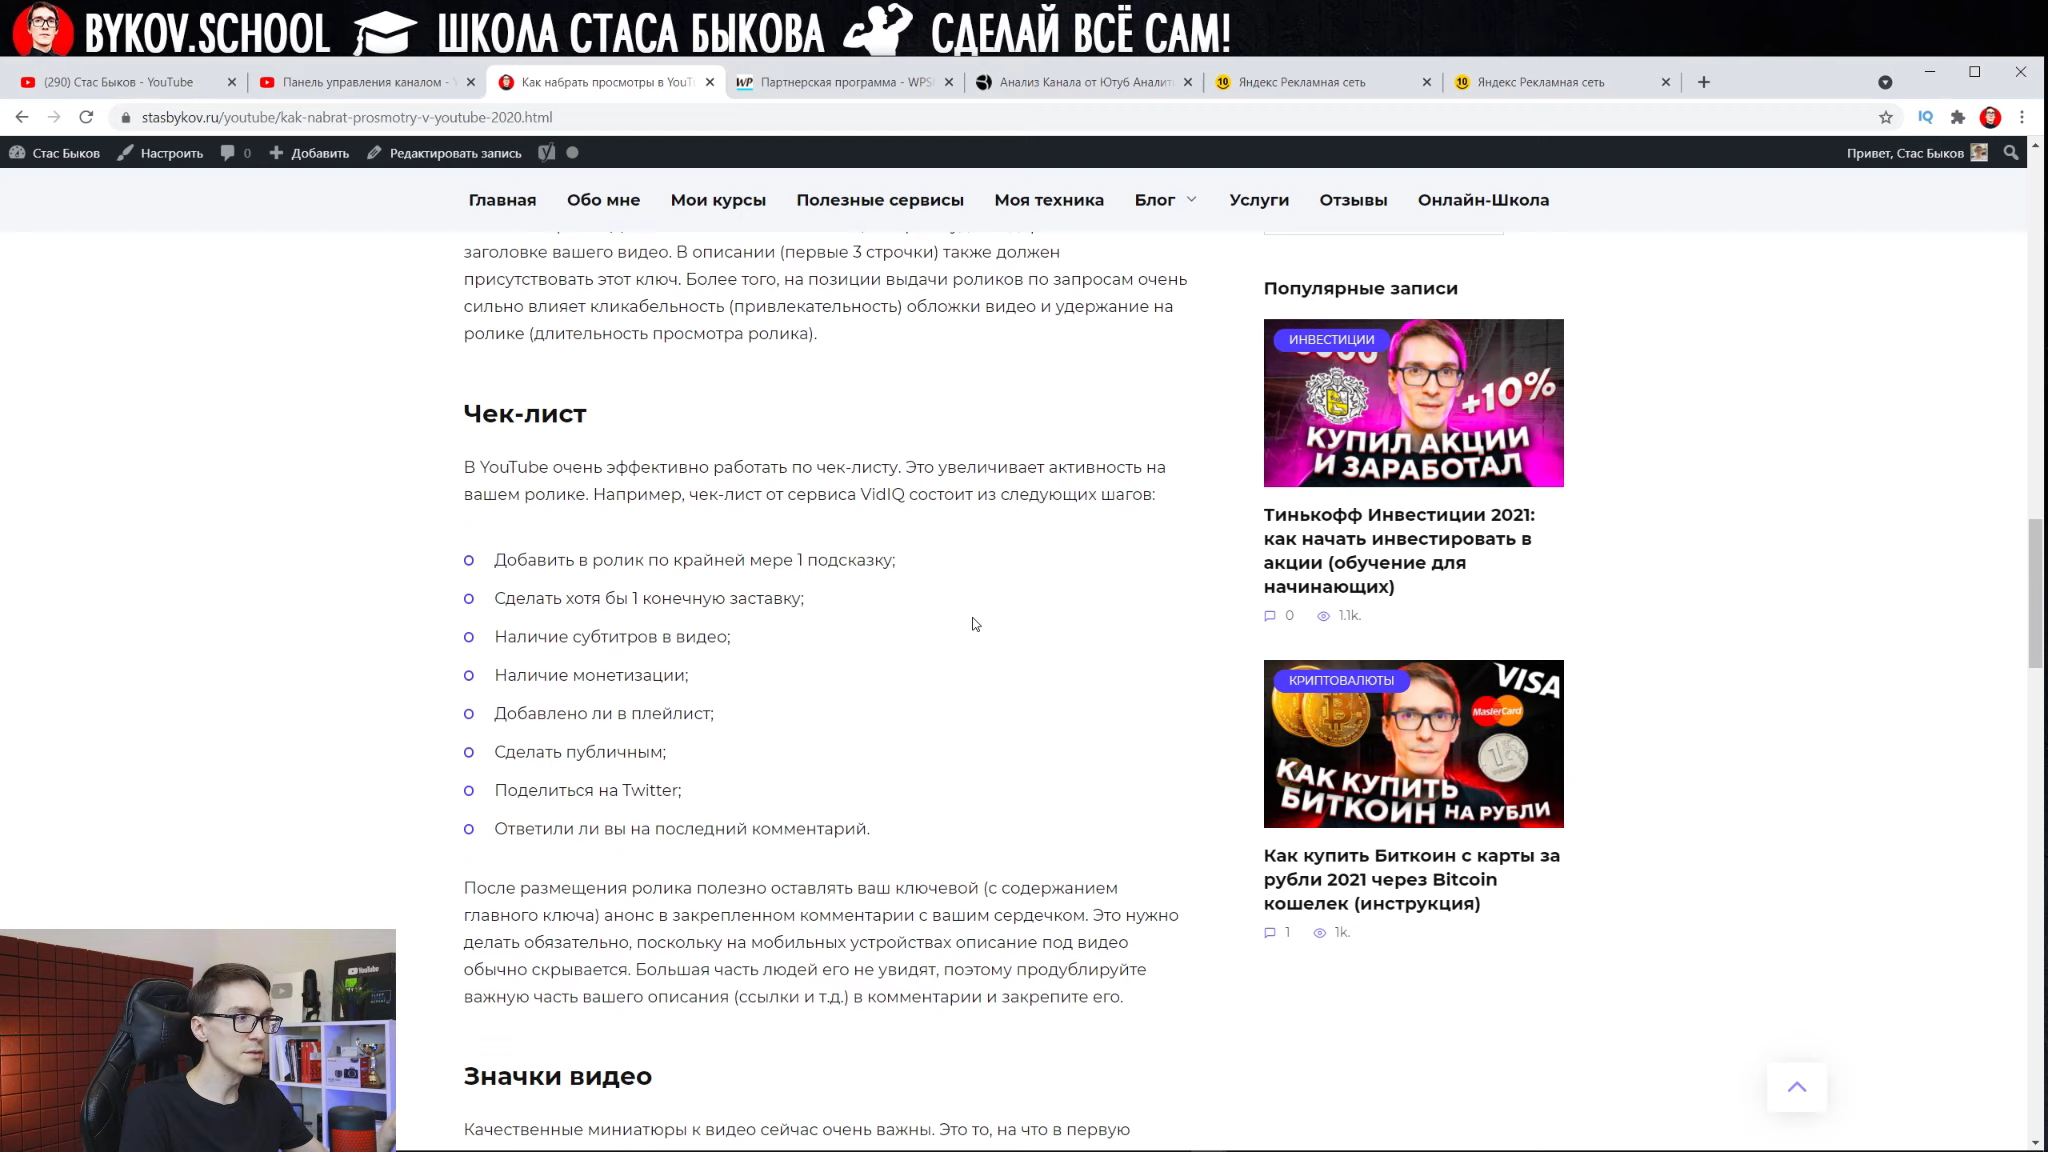 BYKOV.SCHOOL ШКОЛА СТАСА БЫКОВА СДЕЛАЙ ВСЁ САМ!
(290) Стас Быков - YouTube
Панель управления каналом - Y
Как набрать просмотры в YouT
Партнерская программа - WPS
Анализ Канала от Ютуб Аналит
Яндекс Рекламная сеть
Яндекс Рекламная сеть
stasbykov.ru/youtube/kak-nabrat-prosmotry-v-youtube-2020.html
IQ
Стас Быков Настроить 0 Добавить Редактировать запись
Привет, Стас Быков
Главная Обо мне Мои курсы Полезные сервисы Моя техника Блог Услуги Отзывы Онлайн-Школа
заголовке вашего видео. В описании (первые 3 строчки) также должен
присутствовать этот ключ. Более того, на позиции выдачи роликов по запросам очень
сильно влияет кликабельность (привлекательность) обложки видео и удержание на
ролике (длительность просмотра ролика).
Чек-лист
В YouTube очень эффективно работать по чек-листу. Это увеличивает активность на
вашем ролике. Например, чек-лист от сервиса VidIQ состоит из следующих шагов:
Добавить в ролик по крайней мере 1 подсказку;
Сделать хотя бы 1 конечную заставку;
Наличие субтитров в видео;
Наличие монетизации;
Добавлено ли в плейлист;
Сделать публичным;
Поделиться на Twitter;
Ответили ли вы на последний комментарий.
После размещения ролика полезно оставлять ваш ключевой (с содержанием
главного ключа) анонс в закрепленном комментарии с вашим сердечком. Это нужно
делать обязательно, поскольку на мобильных устройствах описание под видео
обычно скрывается. Большая часть людей его не увидят, поэтому продублируйте
важную часть вашего описания (ссылки и т.д.) в комментарии и закрепите его.
Значки видео
Качественные миниатюры к видео сейчас очень важны. Это то, на что в первую
Популярные записи
ИНВЕСТИЦИИ
+10%
КУПИЛ АКЦИИ
И ЗАРАБОТАЛ
Тинькофф Инвестиции 2021:
как начать инвестировать в
акции (обучение для
начинающих)
0 1.1k.
КРИПТОВАЛЮТЫ
VISA
MasterCard
КАК КУПИТЬ
БИТКОИН НА РУБЛИ
Как купить Биткоин с карты за
рубли 2021 через Bitcoin
кошелек (инструкция)
1 1k.
YouTube